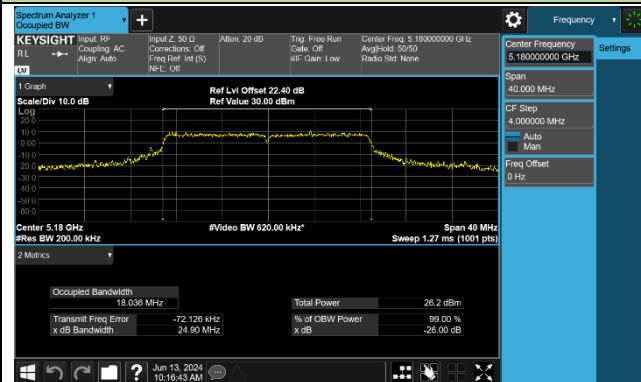 Spectrum Analyzer 1
Occupied BW
Frequency
KEYSIGHT
RL
LXI
Input: RF
Coupling: AC
Align: Auto
Input Z: 50 Ω
Corrections: Off
Freq Ref: Int (S)
NFE: Off
Atten: 20 dB
Trig: Free Run
Gate: Off
#IF Gain: Low
Center Freq: 5.180000000 GHz
Avg|Hold: 50/50
Radio Std: None
Center Frequency
5.180000000 GHz
Settings
Span
40.000 MHz
CF Step
4.000000 MHz
Auto
Man
Freq Offset
0 Hz
1 Graph
Scale/Div 10.0 dB
Ref Lvl Offset 22.40 dB
Ref Value 30.00 dBm
Log
20.0
10.0
0.00
-10.0
-20.0
-30.0
-40.0
-50.0
-60.0
Center 5.18 GHz
#Video BW 620.00 kHz*
Span 40 MHz
#Res BW 200.00 kHz
Sweep 1.27 ms (1001 pts)
2 Metrics
Occupied Bandwidth
18.036 MHz
Total Power 26.2 dBm
Transmit Freq Error -72.126 kHz
% of OBW Power 99.00 %
x dB Bandwidth 24.90 MHz
x dB -26.00 dB
Jun 13, 2024
10:16:43 AM